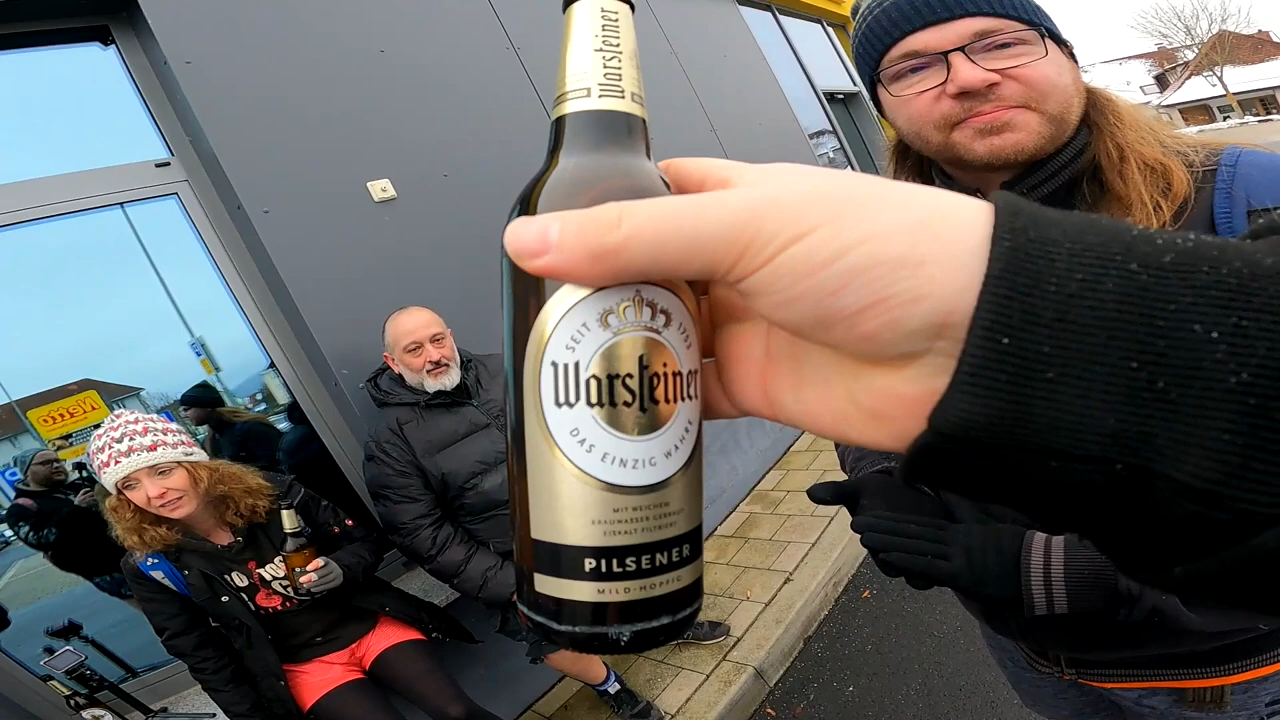 Warsteiner
SEIT 1753
Warsteiner
DAS EINZIG WAHRE
MIT WEICHEM
BRAUWASSER GEBRAUT
EISKALT FILTRIERT
PILSENER
MILD-HOPFIG
Netto